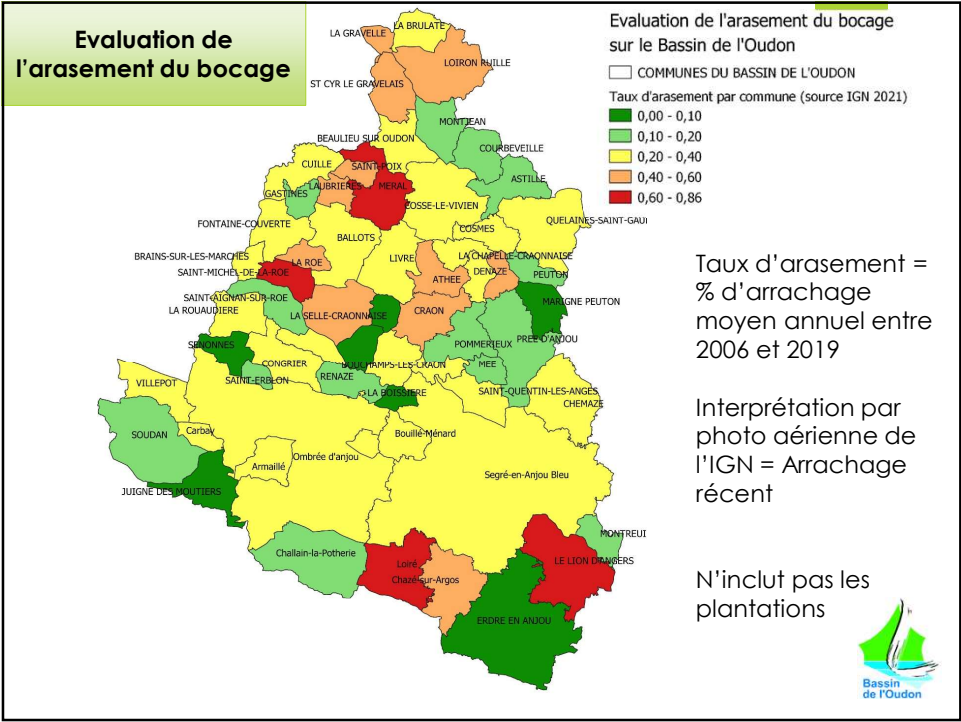 Evaluation de
l'arasement du bocage
Evaluation de l'arasement du bocage
sur le Bassin de l'Oudon
COMMUNES DU BASSIN DE L'OUDON
Taux d'arasement par commune (source IGN 2021)
0,00 - 0,10
0,10 - 0,20
0,20 - 0,40
0,40 - 0,60
0,60 - 0,86
LA BRULATE
LA GRAVELLE
LOIRON RUILLE
ST CYR LE GRAVELAIS
MONTJEAN
BEAULIEU SUR OUDON
COURBEVEILLE
CUILLE
SAINT-POIX
ASTILLE
GASTINES
LAUBRIERES
MERAL
COSSE-LE-VIVIEN
QUELAINES-SAINT-GAU
FONTAINE-COUVERTE
COSMES
BALLOTS
BRAINS-SUR-LES-MARCHES
LA ROE
LIVRE
LA CHAPELLE-CRAONNAISE
SAINT-MICHEL-DE-LA-ROE
ATHEE
DENAZE
PEUTON
SAINT-AIGNAN-SUR-ROE
MARIGNE PEUTON
LA ROUAUDIERE
LA SELLE-CRAONNAISE
CRAON
SENONNES
POMMERIEUX
PREE D'ANJOU
CONGRIER
BOUCHAMPS-LES-CRAON
MEE
VILLEPOT
SAINT-ERBLON
RENAZE
LA BOISSIERE
SAINT-QUENTIN-LES-ANGES
CHEMAZE
SOUDAN
Carbay
Bouillé-Ménard
Ombrée d'anjou
Armaillé
Segré-en-Anjou Bleu
JUIGNE DES MOUTIERS
MONTREUI
Challain-la-Potherie
Loiré
LE LION D'ANGERS
Chazé-sur-Argos
ERDRE EN ANJOU
Taux d'arasement =
% d'arrachage
moyen annuel entre
2006 et 2019
Interprétation par
photo aérienne de
l'IGN = Arrachage
récent
N'inclut pas les
plantations
Bassin
de l'Oudon